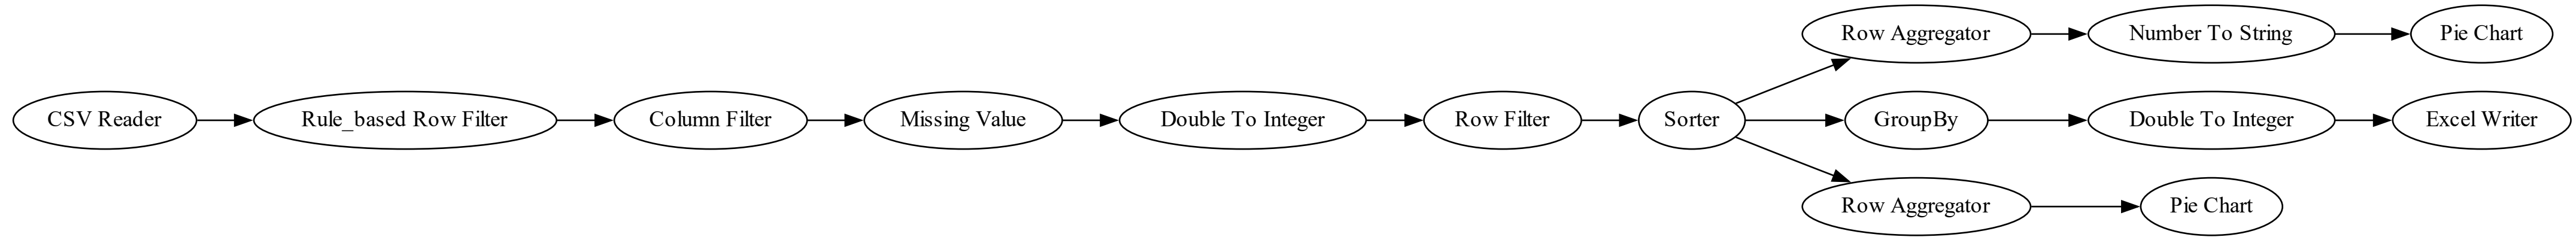 Row Aggregator
Number To String
Pie Chart
CSV Reader
Rule_based Row Filter
Column Filter
Missing Value
Double To Integer
Row Filter
Sorter
GroupBy
Double To Integer
Excel Writer
Row Aggregator
Pie Chart